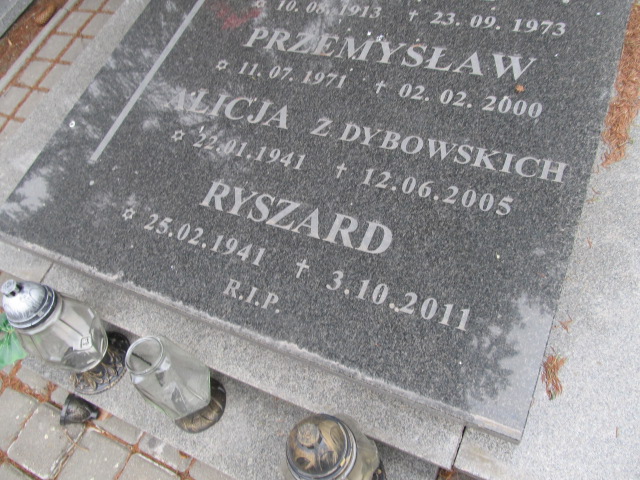 ✡ 10.08.1913 † 23.09.1973
PRZEMYSŁAW
✡ 11.07.1971 † 02.02.2000
ALICJA Z DYBOWSKICH
✡ 22.01.1941 † 12.06.2005
RYSZARD
✡ 25.02.1941 † 3.10.2011
R.I.P.